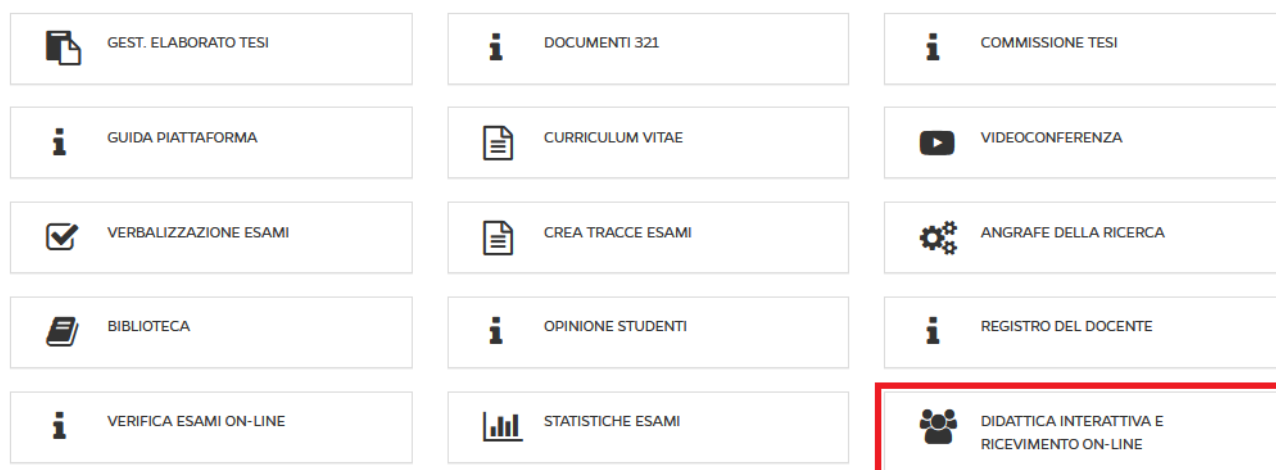 GEST. ELABORATO TESI
DOCUMENTI 321
COMMISSIONE TESI
GUIDA PIATTAFORMA
CURRICULUM VITAE
VIDEOCONFERENZA
VERBALIZZAZIONE ESAMI
CREA TRACCE ESAMI
ANGRAFE DELLA RICERCA
BIBLIOTECA
OPINIONE STUDENTI
REGISTRO DEL DOCENTE
VERIFICA ESAMI ON-LINE
STATISTICHE ESAMI
DIDATTICA INTERATTIVA E
RICEVIMENTO ON-LINE